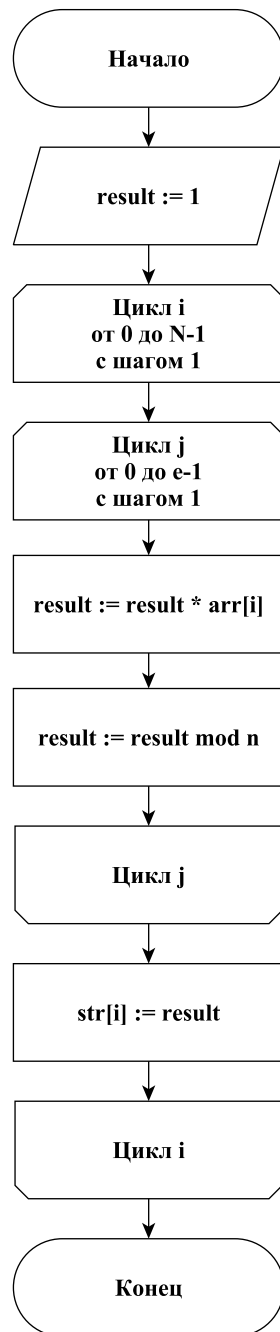 Начало
result := 1
Цикл i
от 0 до N-1
с шагом 1
Цикл j
от 0 до e-1
с шагом 1
result := result * arr[i]
result := result mod n
Цикл j
str[i] := result
Цикл i
Конец